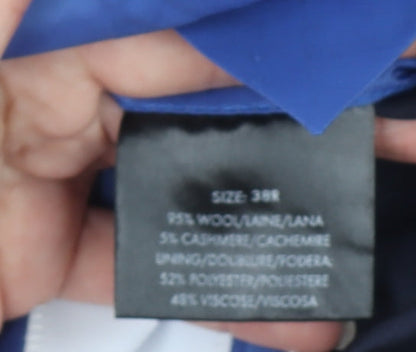 SIZE: 38R
95% WOOL/LAINE/LANA
5% CASHMERE/CACHEMIRE
LINING/DOUBLURE/FODERA:
52% POLYESTER/POLIESTERE
48% VISCOSE/VISCOSA